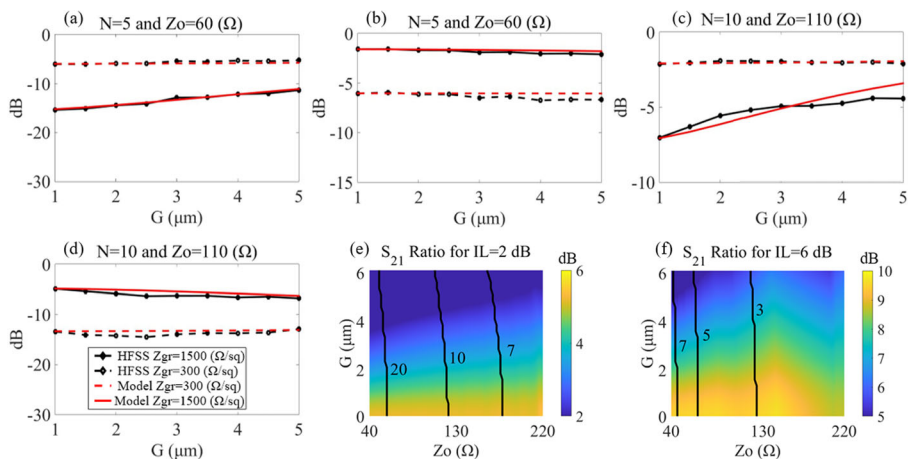 (a) N=5 and Zo=60 (Ω)
0
-10
-20
-30
dB
1 2 3 4 5
G (μm)
(b) N=5 and Zo=60 (Ω)
0
-5
-10
-15
dB
1 2 3 4 5
G (μm)
(c) N=10 and Zo=110 (Ω)
0
-5
-10
-15
dB
1 2 3 4 5
G (μm)
(d) N=10 and Zo=110 (Ω)
0
-10
-20
-30
dB
HFSS Zgr=1500 (Ω/sq)
HFSS Zgr=300 (Ω/sq)
Model Zgr=300 (Ω/sq)
Model Zgr=1500 (Ω/sq)
1 2 3 4 5
G (μm)
(e) S21 Ratio for IL=2 dB
dB
6
4
2
0
G (μm)
20 10 7
6
5
4
3
2
40 130 220
Zo (Ω)
(f) S21 Ratio for IL=6 dB
dB
6
4
2
0
G (μm)
7 5 3
10
9
8
7
6
5
40 130 220
Zo (Ω)